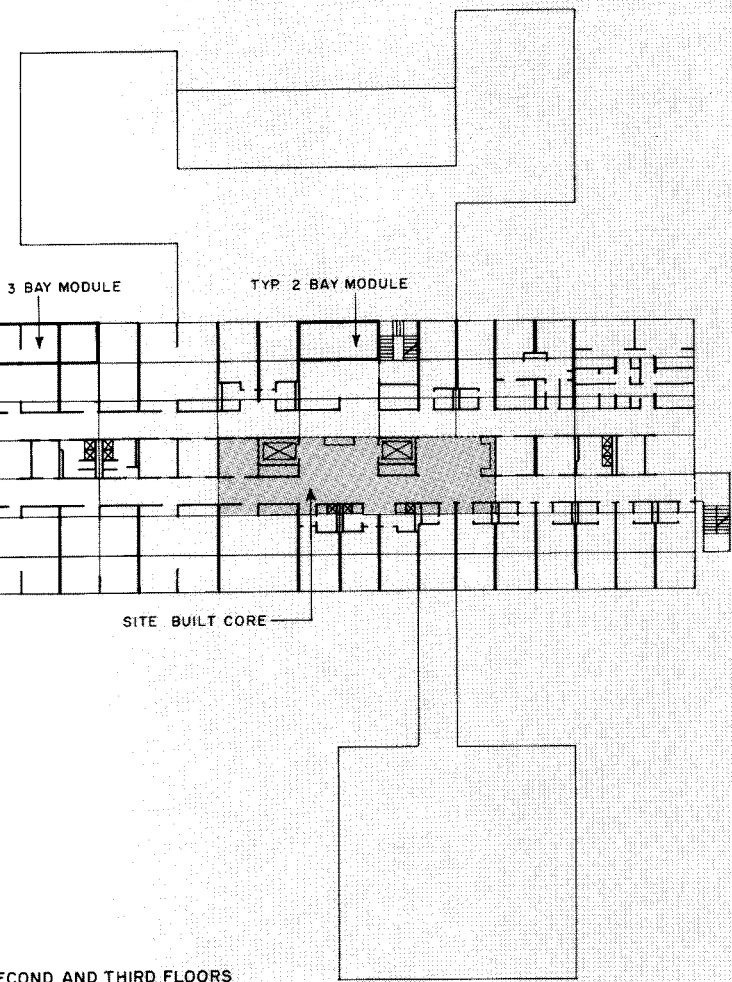 3 BAY MODULE
TYP. 2 BAY MODULE
SITE BUILT CORE
ECOND AND THIRD FLOORS